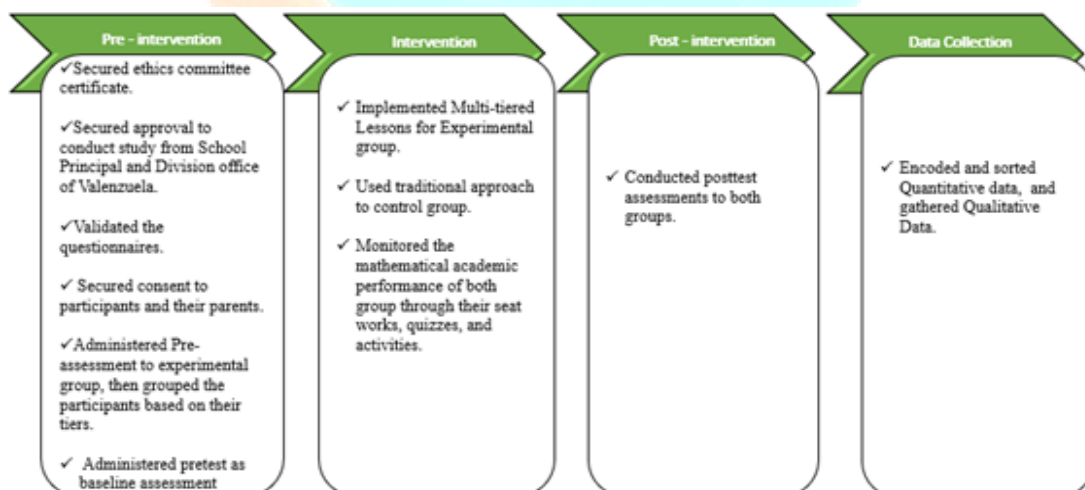 Pre – intervention
✓Secured ethics committee
certificate.
✓Secured approval to
conduct study from School
Principal and Division office
of Valenzuela.
✓Validated the
questionnaires.
✓ Secured consent to
participants and their parents.
✓Administered Pre-
assessment to experimental
group, then grouped the
participants based on their
tiers.
✓ Administered pretest as
baseline assessment
Intervention
✓ Implemented Multi-tiered
Lessons for Experimental
group.
✓ Used traditional approach
to control group.
✓ Monitored the
mathematical academic
performance of both
group through their seat
works, quizzes, and
activities.
Post – intervention
✓ Conducted posttest
assessments to both
groups.
Data Collection
✓ Encoded and sorted
Quantitative data, and
gathered Qualitative
Data.